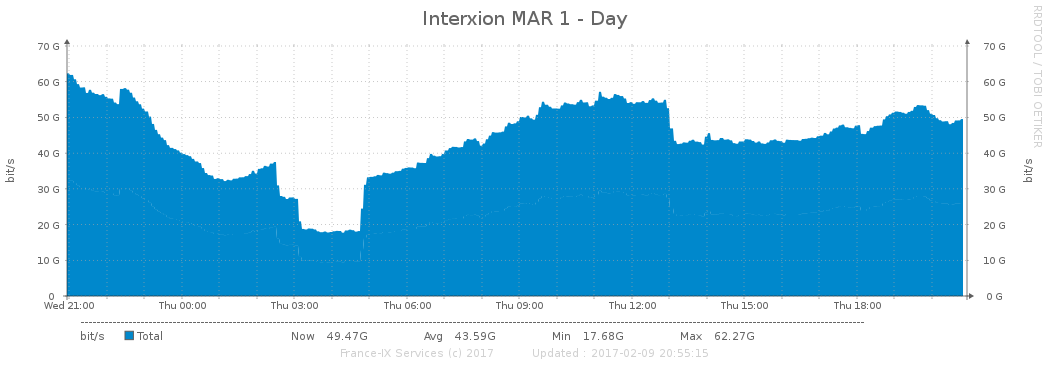 Interxion MAR 1 - Day
RRDTOOL / TOBI OETIKER
bit/s
70 G 70 G
60 G 60 G
50 G 50 G
40 G 40 G
30 G 30 G
20 G 20 G
10 G 10 G
0 0 G
bit/s
Wed 21:00 Thu 00:00 Thu 03:00 Thu 06:00 Thu 09:00 Thu 12:00 Thu 15:00 Thu 18:00
bit/s Total Now 49.47G Avg 43.59G Min 17.68G Max 62.27G
France-IX Services (c) 2017 Updated : 2017-02-09 20:55:15